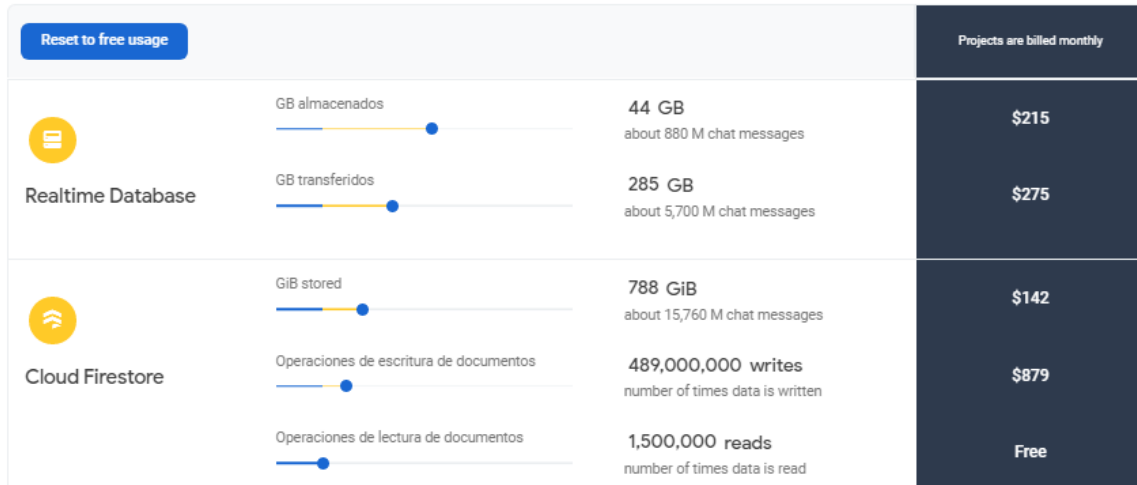 Reset to free usage
Projects are billed monthly
GB almacenados
44 GB
$215
about 880 M chat messages
Realtime Database
GB transferidos
285 GB
$275
about 5,700 M chat messages
GiB stored
788 GiB
$142
about 15,760 M chat messages
Cloud Firestore
Operaciones de escritura de documentos
489,000,000 writes
$879
number of times data is written
Operaciones de lectura de documentos
1,500,000 reads
Free
number of times data is read